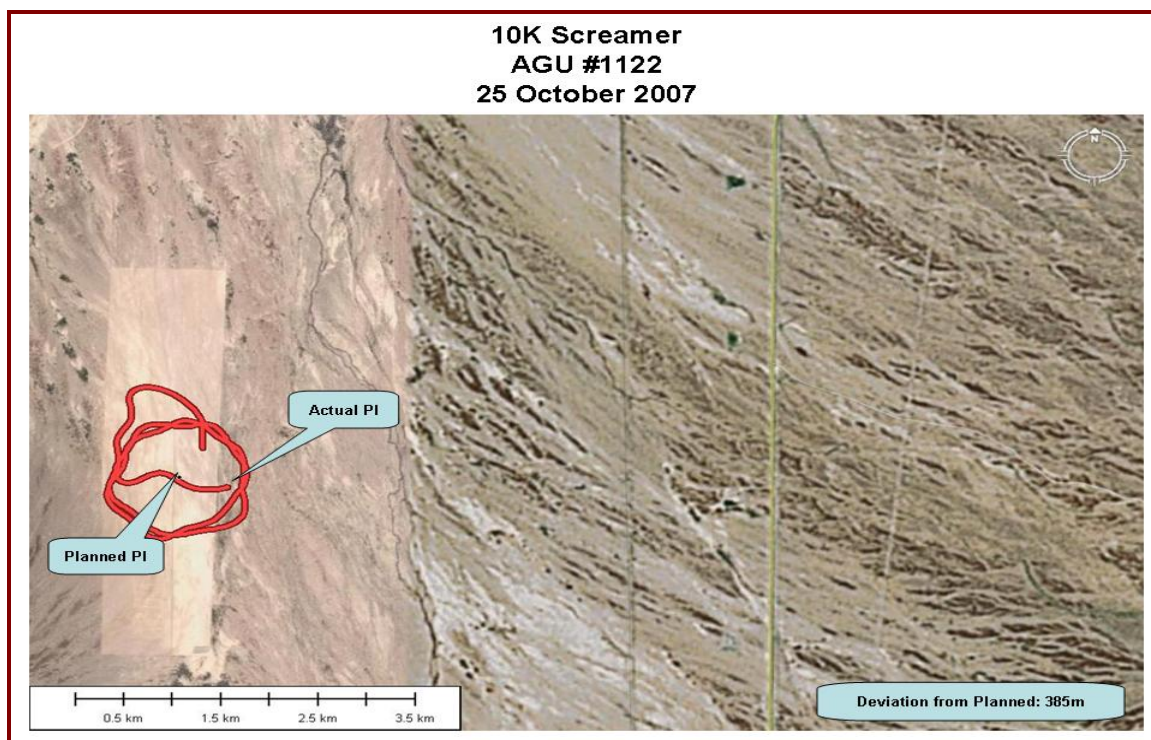 10K Screamer
AGU #1122
25 October 2007
N
Actual PI
Planned PI
0.5 km 1.5 km 2.5 km 3.5 km
Deviation from Planned: 385m